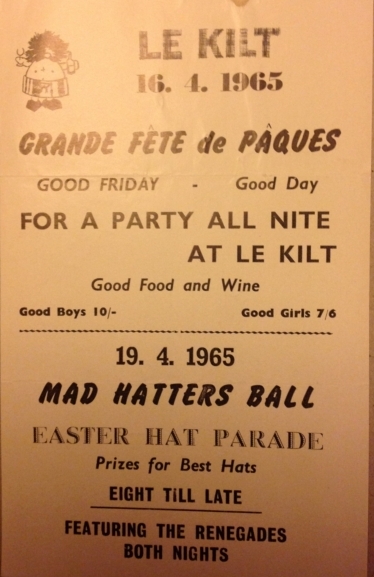 LE KILT
16. 4. 1965
GRANDE FÊTE de PÂQUES
GOOD FRIDAY - Good Day
FOR A PARTY ALL NITE
AT LE KILT
Good Food and Wine
Good Boys 10/- Good Girls 7/6
19. 4. 1965
MAD HATTERS BALL
EASTER HAT PARADE
Prizes for Best Hats
EIGHT TiLL LATE
FEATURING THE RENEGADES
BOTH NIGHTS